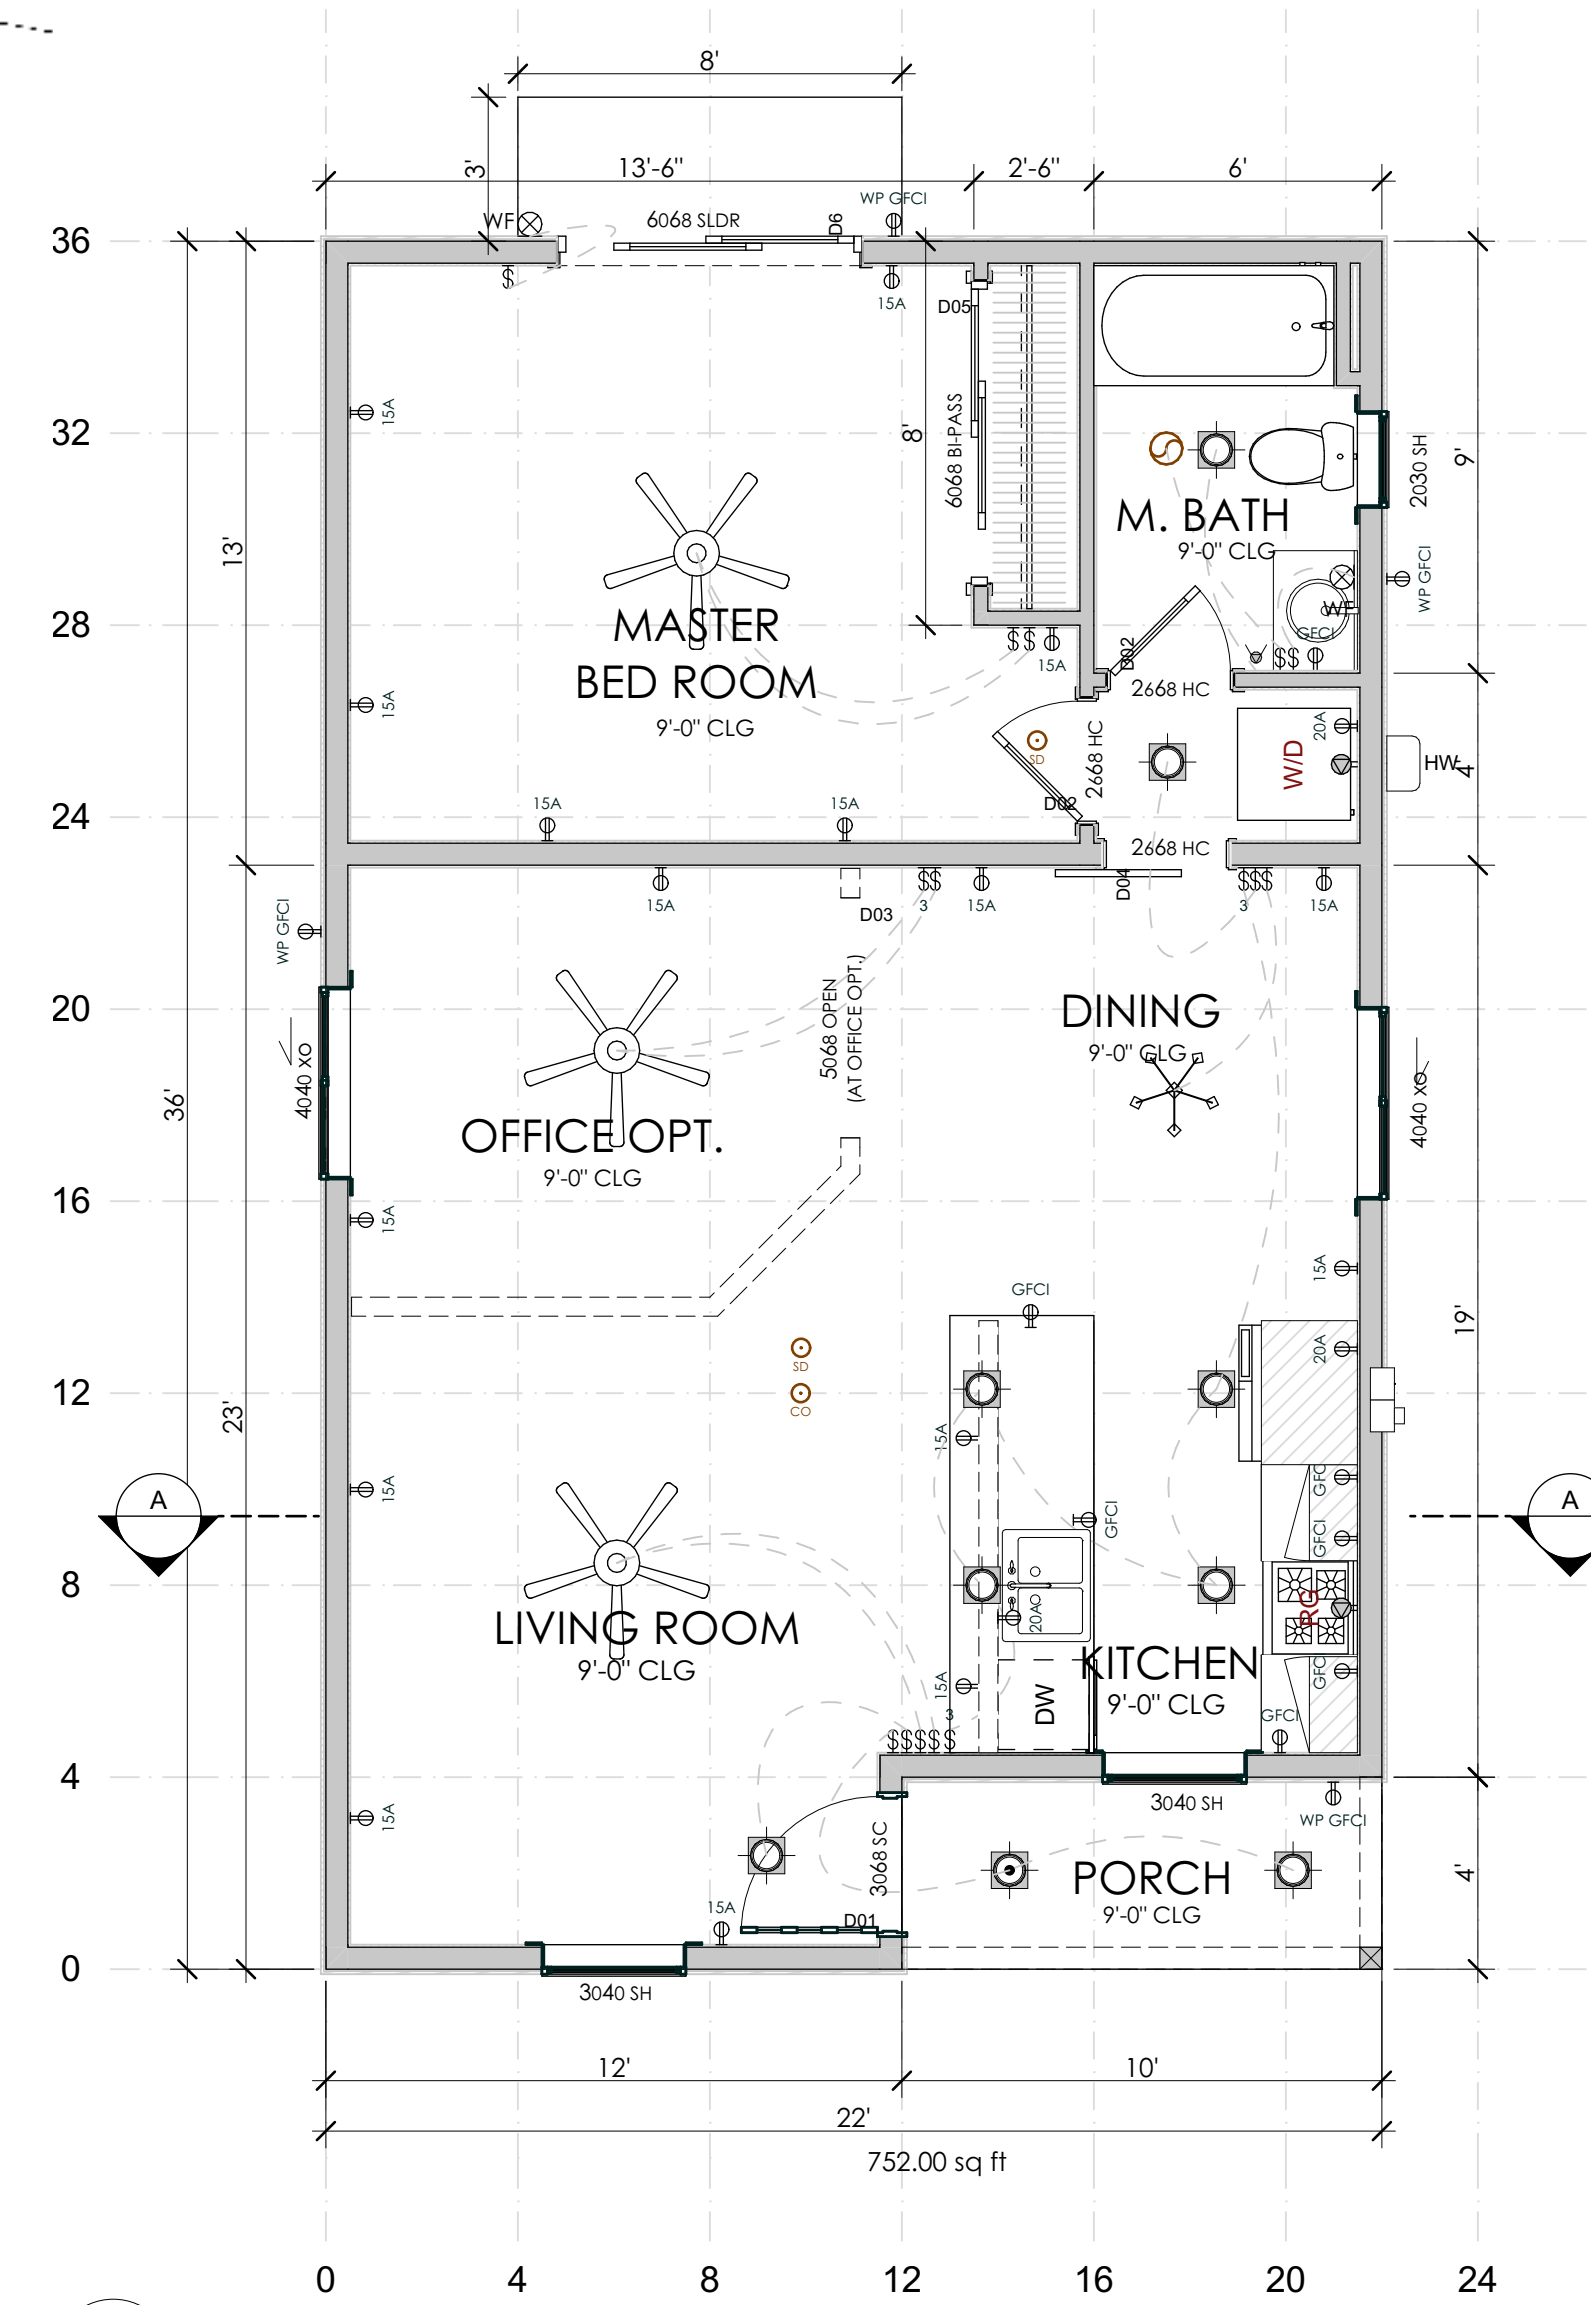 8'
3'
13'-6"
2'-6"
6'
WF
6068 SLDR
D6
WP GFCI
36
$
15A
D05
15A
32
8'
6068 BI-PASS
2030 SH
9'
M. BATH
9'-0" CLG
13'
WP GFCI
WF
GFCI
28
MASTER
BED ROOM
9'-0" CLG
$$
15A
D02
$$
2668 HC
15A
SD
2668 HC
20A
W/D
HW
4'
D02
24
15A
15A
2668 HC
15A
$$
3
15A
D03
D04
$$$
3
15A
WP GFCI
20
5068 OPEN
(AT OFFICE OPT.)
DINING
9'-0" CLG
4040 XO
4040 XO
36'
OFFICE OPT.
9'-0" CLG
16
15A
15A
GFCI
19'
SD
20A
12
CO
23'
15A
15A
GFCI
A
GFCI
GFCI
A
8
RG
20A
LIVING ROOM
9'-0" CLG
KITCHEN
9'-0" CLG
GFCI
15A
DW
3
GFCI
$$$$$
4
15A
3040 SH
WP GFCI
3068 SC
PORCH
9'-0" CLG
4'
15A
D01
0
3040 SH
12'
10'
22'
752.00 sq ft
0
4
8
12
16
20
24